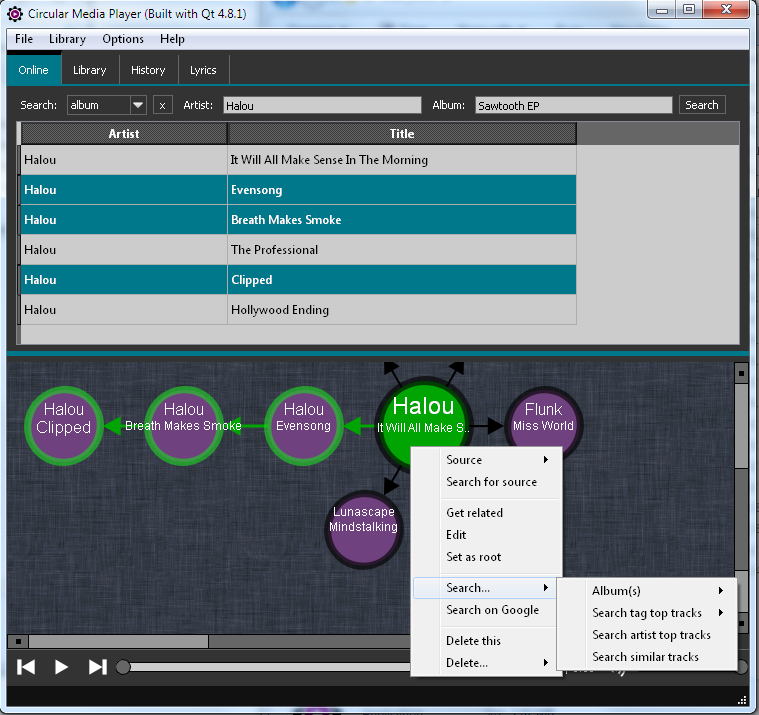 Circular Media Player (Built with Qt 4.8.1)
File Library Options Help
Online Library History Lyrics
Search: album x Artist: Halou Album: Sawtooth EP Search
Artist Title
Halou It Will All Make Sense In The Morning
Halou Evensong
Halou Breath Makes Smoke
Halou The Professional
Halou Clipped
Halou Hollywood Ending
Halou
Clipped
Halou
Breath Makes Smoke
Halou
Evensong
Halou
It Will All Make S..
Flunk
Miss World
Lunascape
Mindstalking
Source
Search for source
Get related
Edit
Set as root
Search...
Search on Google
Delete this
Delete...
Album(s)
Search tag top tracks
Search artist top tracks
Search similar tracks